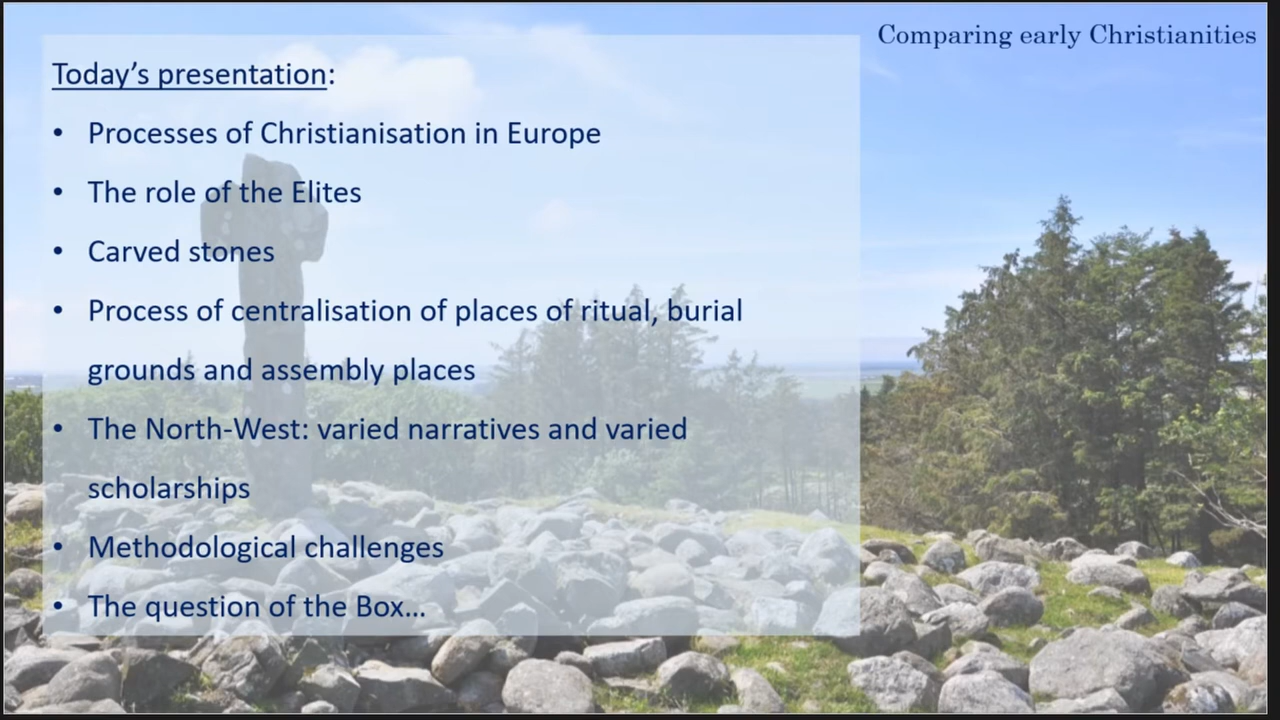 Comparing early Christianities
Today's presentation:
• Processes of Christianisation in Europe
• The role of the Elites
• Carved stones
• Process of centralisation of places of ritual, burial
grounds and assembly places
• The North-West: varied narratives and varied
scholarships
• Methodological challenges
• The question of the Box...